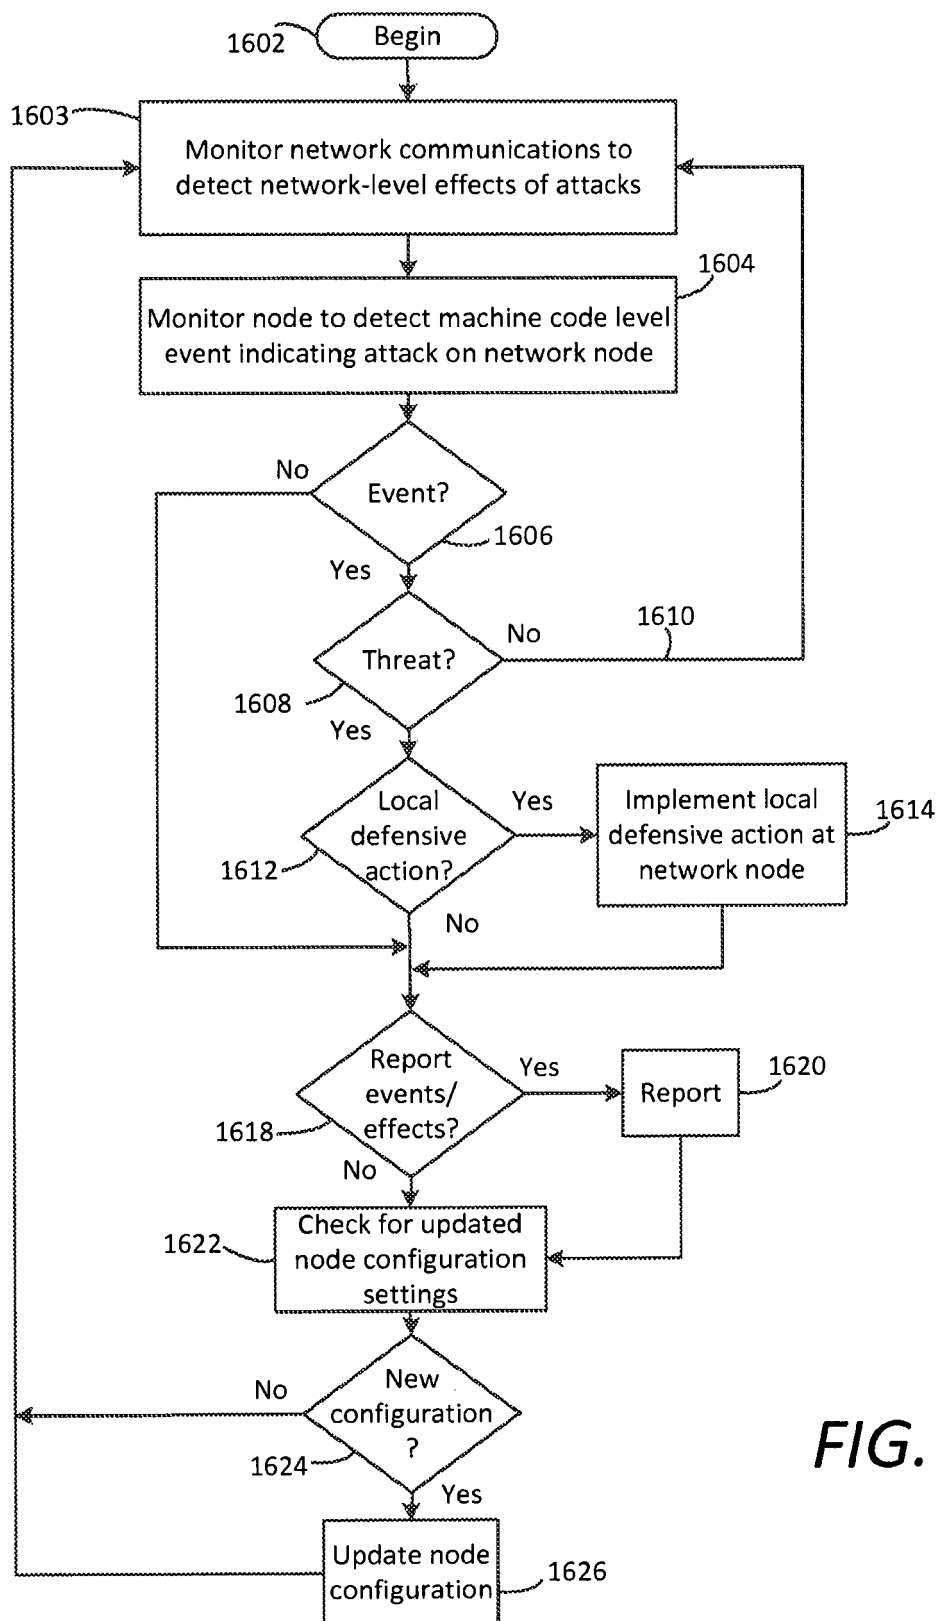 Begin
1602
1603
Monitor network communications to
detect network-level effects of attacks
1604
Monitor node to detect machine code level
event indicating attack on network node
No
Event?
1606
Yes
1610
No
Threat?
1608
Yes
Local
defensive
action?
Yes
1612
Implement local
defensive action at
network node
1614
No
Report
events/
effects?
Yes
1618
Report
1620
No
Check for updated
node configuration
settings
1622
No
New
configuration
?
1624
Yes
FIG.
Update node
configuration
1626